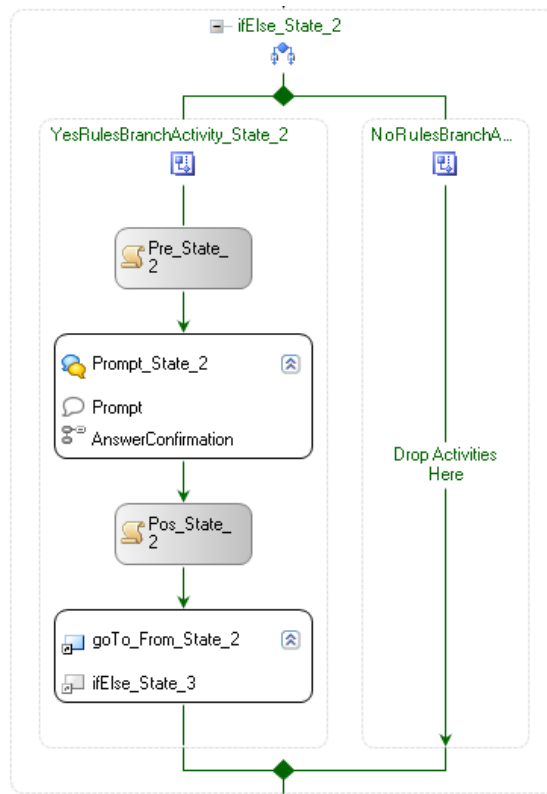 ifElse_State_2
YesRulesBranchActivity_State_2
NoRulesBranchA...
Pre_State_
2
Prompt_State_2
Prompt
AnswerConfirmation
Drop Activities
Here
Pos_State_
2
goTo_From_State_2
ifElse_State_3